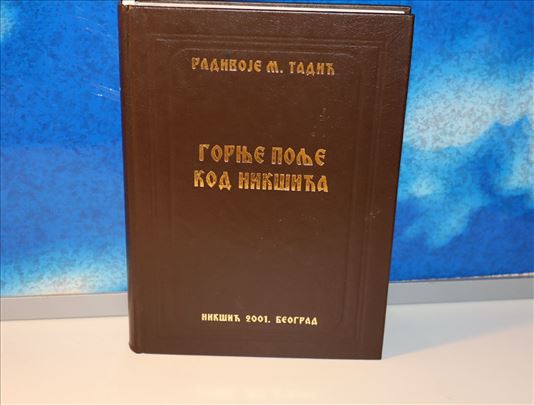 РАДИВОЈЕ М. ТАДИЋ
ГОРЊЕ ПОЉЕ
КОД НИКШИЋА
НИКШИЋ 2001. БЕОГРАД